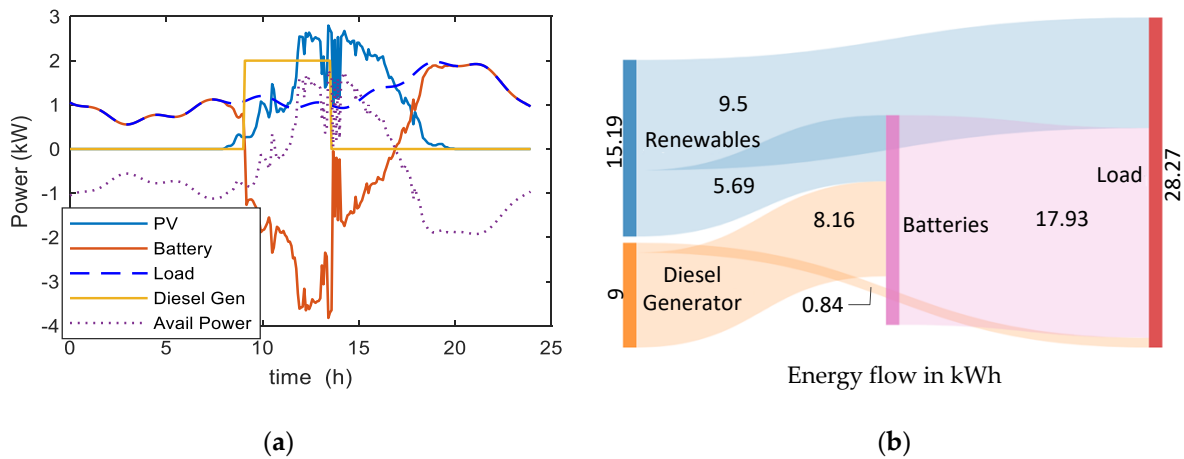 3
2
1
0
-1
-2
-3
-4
Power (kW)
PV
Battery
Load
Diesel Gen
Avail Power
0
5
10
15
20
25
time (h)
(a)
15.19
9.5
Renewables
5.69
8.16
Batteries
17.93
Load
28.27
9
Diesel
Generator
0.84
Energy flow in kWh
(b)